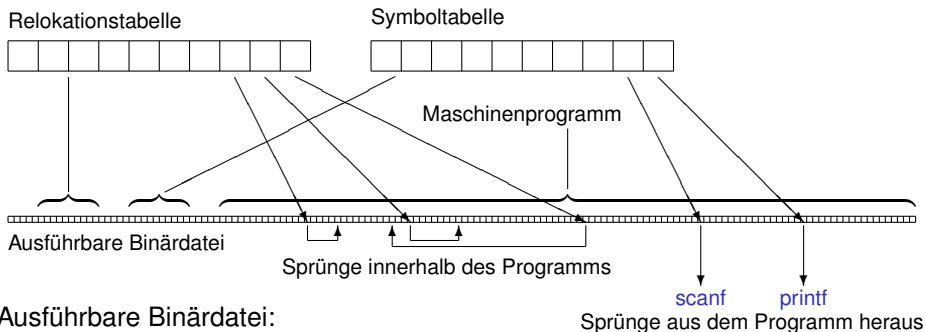 Relokationstabelle
Symboltabelle
Maschinenprogramm
Ausführbare Binärdatei
Sprünge innerhalb des Programms
scanf
printf
Ausführbare Binärdatei:
Sprünge aus dem Programm heraus